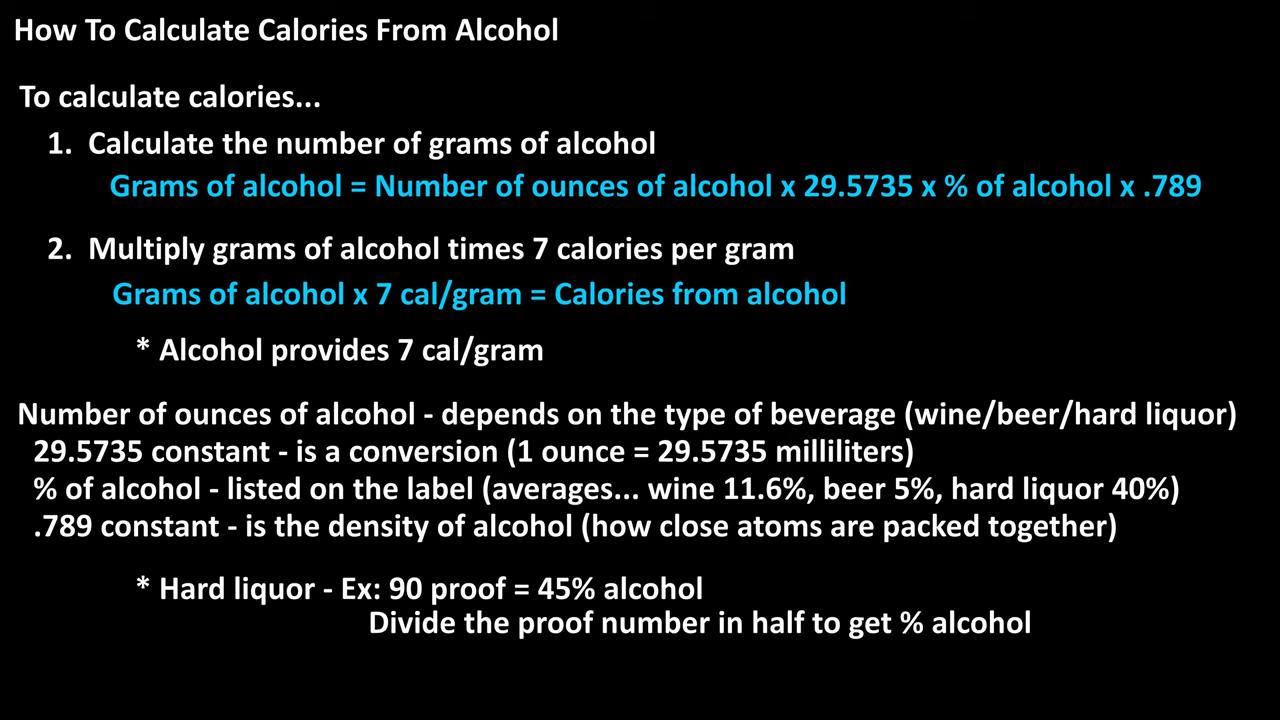 How To Calculate Calories From Alcohol
To calculate calories...
1. Calculate the number of grams of alcohol
Grams of alcohol = Number of ounces of alcohol x 29.5735 x % of alcohol x .789
2. Multiply grams of alcohol times 7 calories per gram
Grams of alcohol x 7 cal/gram = Calories from alcohol
* Alcohol provides 7 cal/gram
Number of ounces of alcohol - depends on the type of beverage (wine/beer/hard liquor)
29.5735 constant - is a conversion (1 ounce = 29.5735 milliliters)
% of alcohol - listed on the label (averages... wine 11.6%, beer 5%, hard liquor 40%)
.789 constant - is the density of alcohol (how close atoms are packed together)
* Hard liquor - Ex: 90 proof = 45% alcohol
Divide the proof number in half to get % alcohol